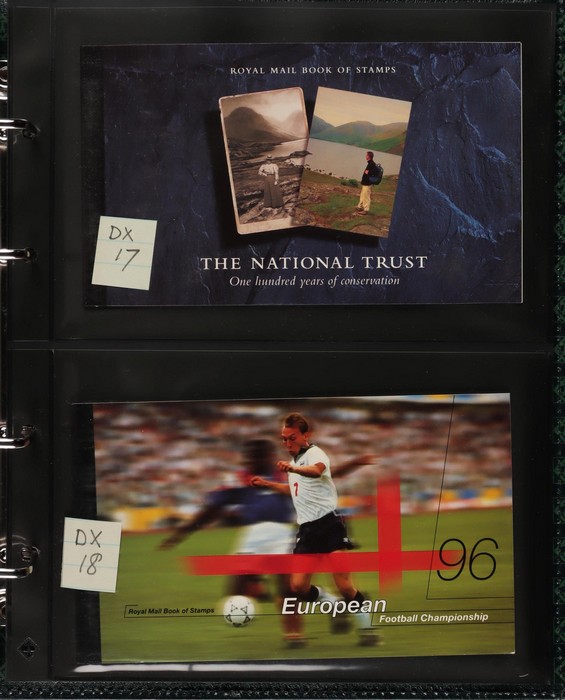 ROYAL MAIL BOOK OF STAMPS
DX
17
THE NATIONAL TRUST
One hundred years of conservation
7
DX
18
96
Royal Mail Book of Stamps
European
Football Championship